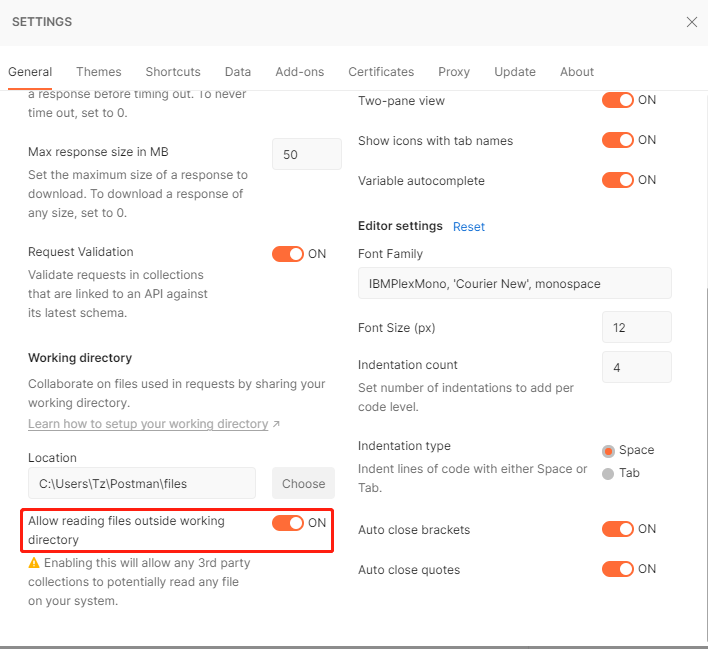 SETTINGS
General Themes Shortcuts Data Add-ons Certificates Proxy Update About
a response before timing out. To never
time out, set to 0.
Max response size in MB
50
Set the maximum size of a response to
download. To download a response of
any size, set to 0.
Request Validation
ON
Validate requests in collections
that are linked to an API against
its latest schema.
Working directory
Collaborate on files used in requests by sharing your
working directory.
Learn how to setup your working directory ↗
Location
C:\Users\Tz\Postman\files
Choose
Allow reading files outside working
directory
ON
Enabling this will allow any 3rd party
collections to potentially read any file
on your system.
Two-pane view
ON
Show icons with tab names
ON
Variable autocomplete
ON
Editor settings Reset
Font Family
IBMPlexMono, 'Courier New', monospace
Font Size (px)
12
Indentation count
4
Set number of indentations to add per
code level.
Indentation type
Indent lines of code with either Space or
Tab.
Space
Tab
Auto close brackets
ON
Auto close quotes
ON